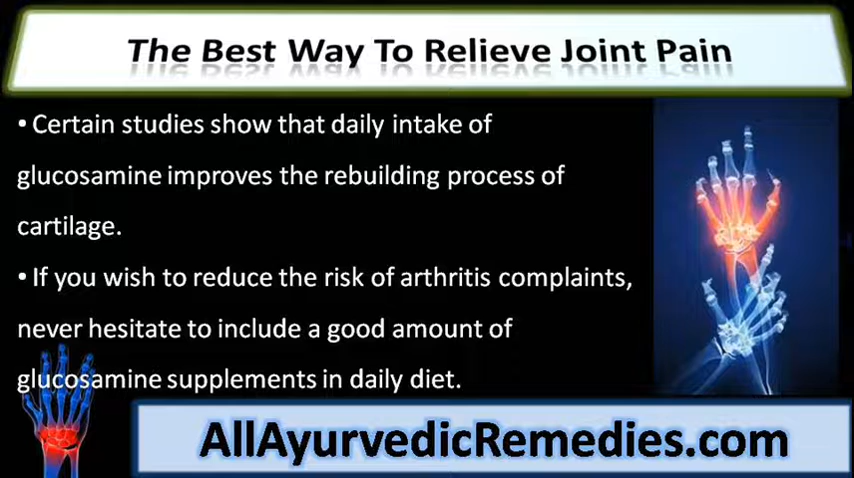 The Best Way To Relieve Joint Pain
• Certain studies show that daily intake of
glucosamine improves the rebuilding process of
cartilage.
• If you wish to reduce the risk of arthritis complaints,
never hesitate to include a good amount of
glucosamine supplements in daily diet.
AllAyurvedicRemedies.com